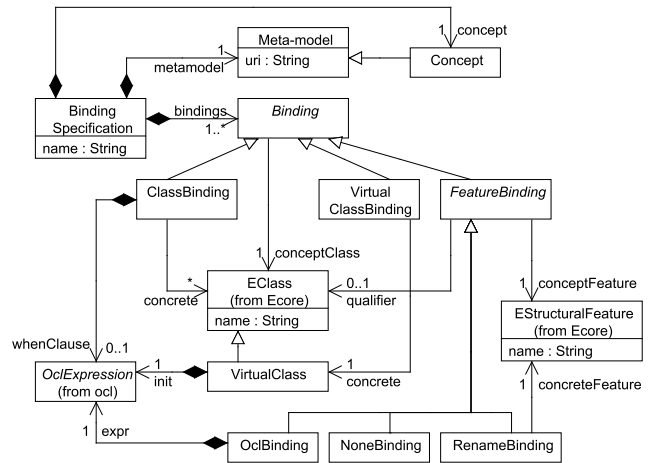 1
concept
Meta-model
uri : String
1
metamodel
Concept
Binding
Specification
name : String
bindings
1..*
Binding
ClassBinding
Virtual
ClassBinding
FeatureBinding
1
conceptClass
*
concrete
EClass
(from Ecore)
name : String
0..1
qualifier
1
conceptFeature
EStructuralFeature
(from Ecore)
name : String
whenClause
0..1
OclExpression
(from ocl)
1
init
VirtualClass
1
concrete
1
concreteFeature
1
expr
OclBinding
NoneBinding
RenameBinding